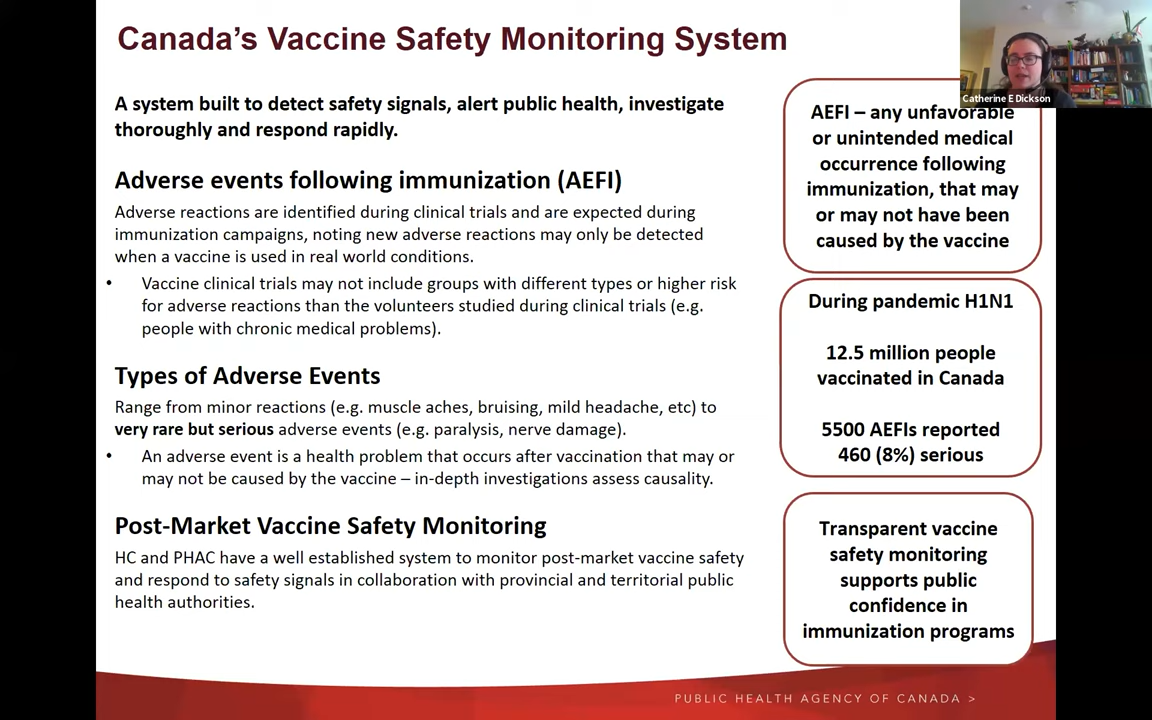 Canada's Vaccine Safety Monitoring System
Catherine E Dickson
A system built to detect safety signals, alert public health, investigate
thoroughly and respond rapidly.
Adverse events following immunization (AEFI)
Adverse reactions are identified during clinical trials and are expected during
immunization campaigns, noting new adverse reactions may only be detected
when a vaccine is used in real world conditions.
• Vaccine clinical trials may not include groups with different types or higher risk
for adverse reactions than the volunteers studied during clinical trials (e.g.
people with chronic medical problems).
Types of Adverse Events
Range from minor reactions (e.g. muscle aches, bruising, mild headache, etc) to
very rare but serious adverse events (e.g. paralysis, nerve damage).
• An adverse event is a health problem that occurs after vaccination that may or
may not be caused by the vaccine – in-depth investigations assess causality.
Post-Market Vaccine Safety Monitoring
HC and PHAC have a well established system to monitor post-market vaccine safety
and respond to safety signals in collaboration with provincial and territorial public
health authorities.
AEFI – any unfavorable
or unintended medical
occurrence following
immunization, that may
or may not have been
caused by the vaccine
During pandemic H1N1
12.5 million people
vaccinated in Canada
5500 AEFIs reported
460 (8%) serious
Transparent vaccine
safety monitoring
supports public
confidence in
immunization programs
PUBLIC HEALTH AGENCY OF CANADA >